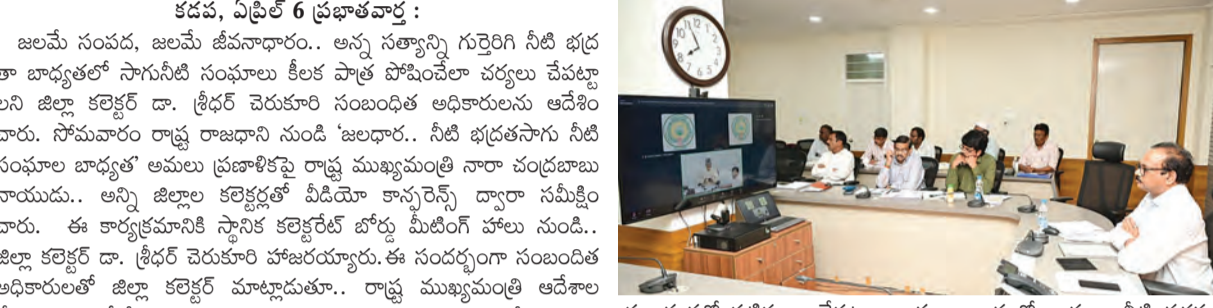 కడప, ఏప్రిల్ 6 ప్రభాతవార్త :
జలమే సంపద, జలమే జీవనాధారం.. అన్న సత్యాన్ని గుర్తెరిగి నీటి భద్ర
తా బాధ్యతలో సాగునీటి సంఘాలు కీలక పాత్ర పోషించేలా చర్యలు చేపట్టా
లని జిల్లా కలెక్టర్ డా. శ్రీధర్ చెరుకూరి సంబంధిత అధికారులను ఆదేశిం
చారు. సోమవారం రాష్ట్ర రాజధాని నుండి ‘జలధార.. నీటి భద్రతసాగు నీటి
సంఘాల బాధ్యత’ అమలు ప్రణాళికపై రాష్ట్ర ముఖ్యమంత్రి నారా చంద్రబాబు
నాయుడు.. అన్ని జిల్లాల కలెక్టర్లతో వీడియో కాన్ఫరెన్స్ ద్వారా సమీక్షిం
చారు. ఈ కార్యక్రమానికి స్థానిక కలెక్టరేట్ బోర్డు మీటింగ్ హాలు నుండి..
జిల్లా కలెక్టర్ డా. శ్రీధర్ చెరుకూరి హాజరయ్యారు.ఈ సందర్భంగా సంబందిత
అధికారులతో జిల్లా కలెక్టర్ మాట్లాడుతూ.. రాష్ట్ర ముఖ్యమంత్రి ఆదేశాల